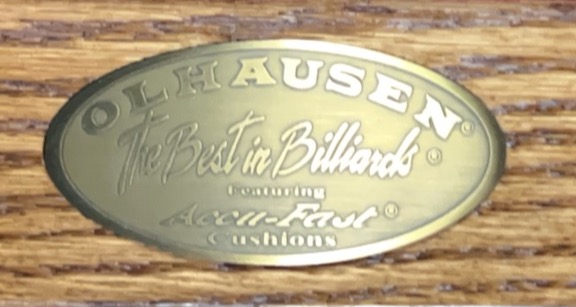 OLHAUSEN®
The Best in Billiards®
Featuring
Accu-Fast®
Cushions